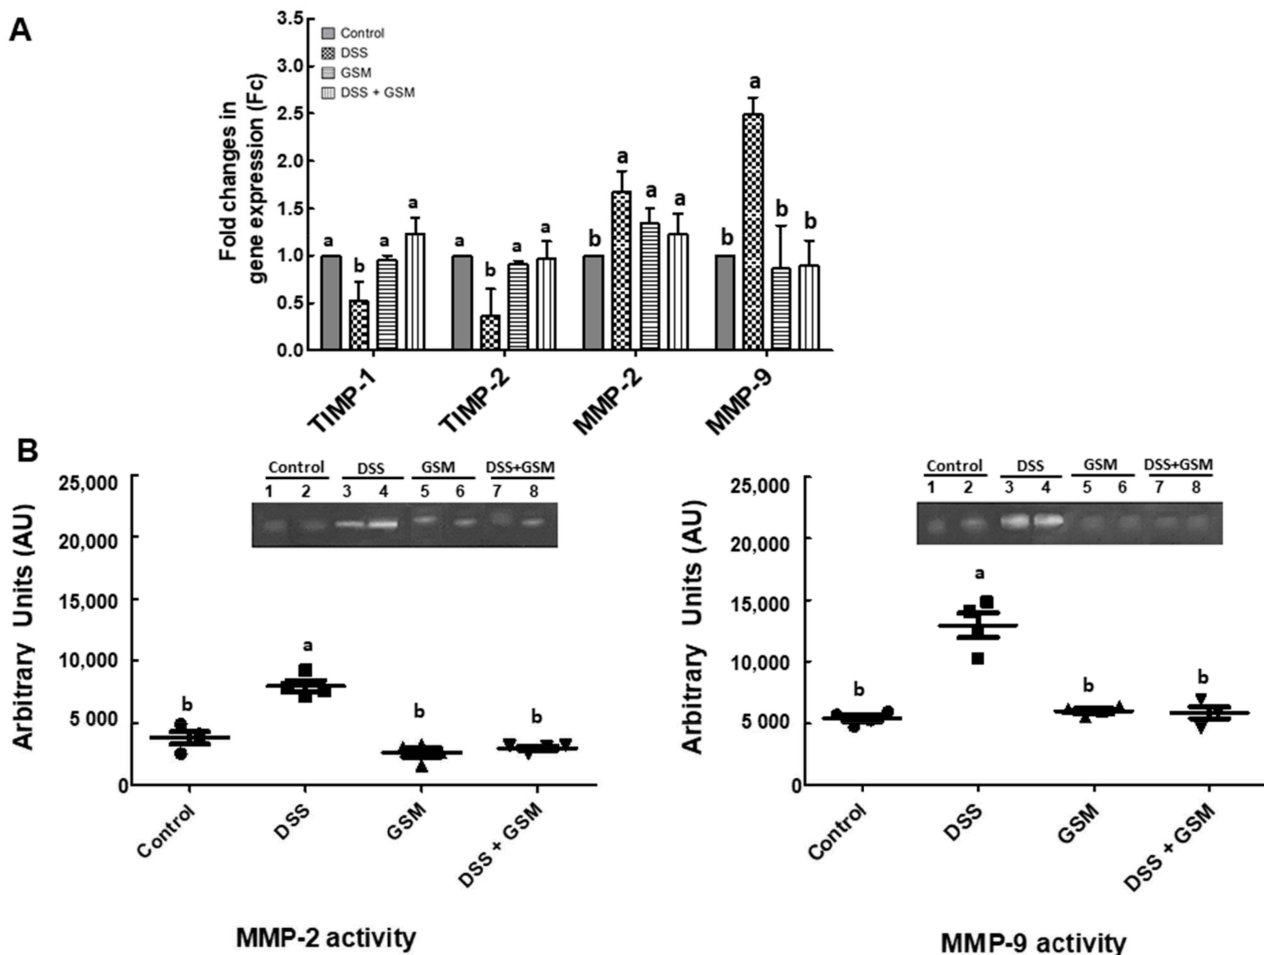 A
Fold changes in
gene expression (Fc)
3.5
3.0
2.5
2.0
1.5
1.0
0.5
0.0
Control
DSS
GSM
DSS + GSM
a
b
a
a
a
b
a
a
b
a
a
a
b
a
b
b
TIMP-1
TIMP-2
MMP-2
MMP-9
B
Arbitrary Units (AU)
25,000
20,000
15,000
10,000
5 000
0
Control DSS GSM DSS+GSM
1 2 3 4 5 6 7 8
b
a
b
b
Control
DSS
GSM
DSS + GSM
MMP-2 activity
Arbitrary Units (AU)
25,000
20,000
15,000
10,000
5 000
0
Control DSS GSM DSS+GSM
1 2 3 4 5 6 7 8
b
a
b
b
Control
DSS
GSM
DSS + GSM
MMP-9 activity